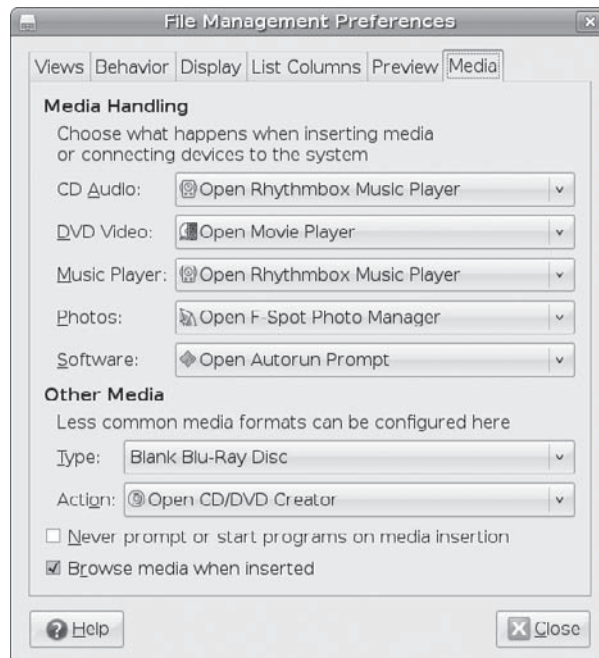 File Management Preferences
Views Behavior Display List Columns Preview Media
Media Handling
Choose what happens when inserting media
or connecting devices to the system
CD Audio: Open Rhythmbox Music Player
DVD Video: Open Movie Player
Music Player: Open Rhythmbox Music Player
Photos: Open F-Spot Photo Manager
Software: Open Autorun Prompt
Other Media
Less common media formats can be configured here
Type: Blank Blu-Ray Disc
Action: Open CD/DVD Creator
Never prompt or start programs on media insertion
Browse media when inserted
Help Close